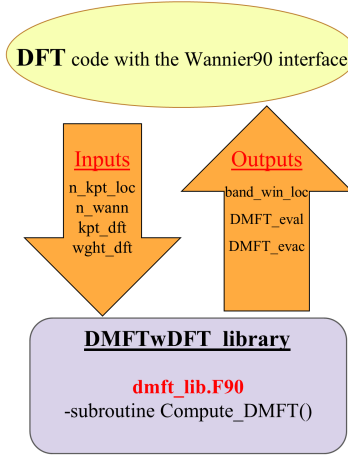 DFT code with the Wannier90 interface
Inputs
n_kpt_loc
n_wann
kpt_dft
wght_dft
Outputs
band_win_loc
DMFT_eval
DMFT_evac
DMFTwDFT library
dmft_lib.F90
-subroutine Compute_DMFT()